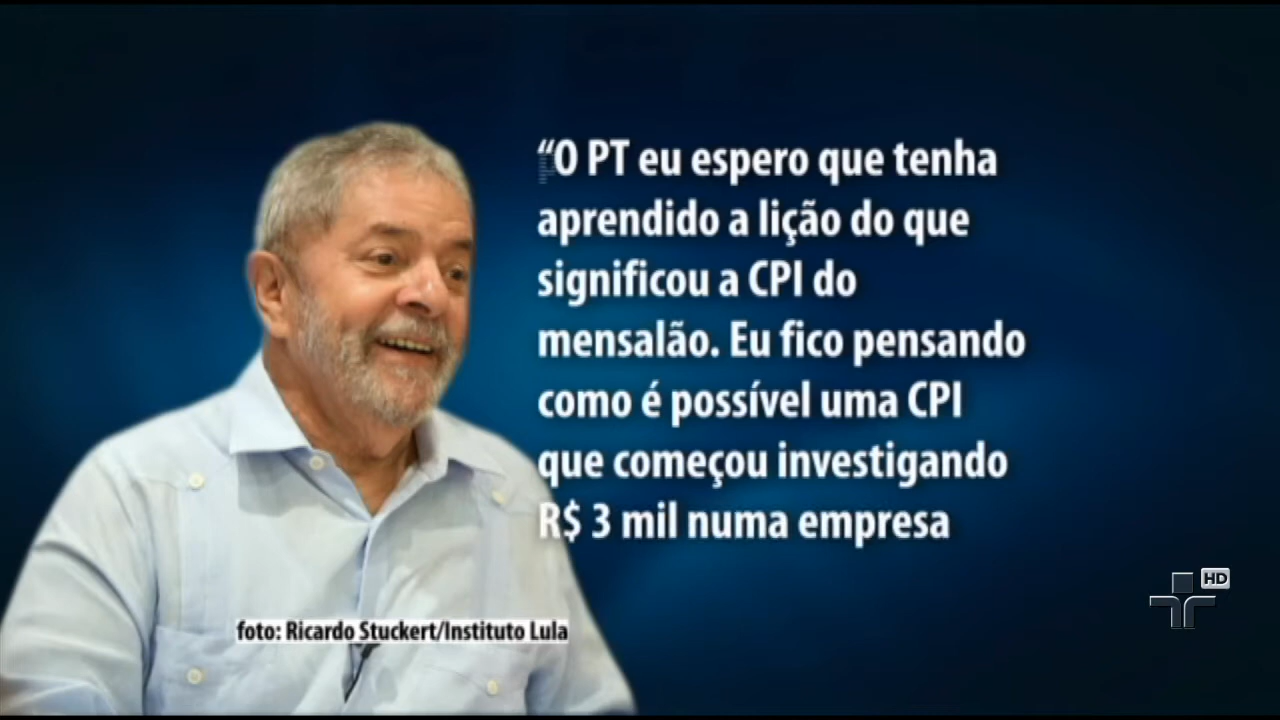 “O PT eu espero que tenha
aprendido a lição do que
significou a CPI do
mensalão. Eu fico pensando
como é possível uma CPI
que começou investigando
R$ 3 mil numa empresa
foto: Ricardo Stuckert/Instituto Lula
HD